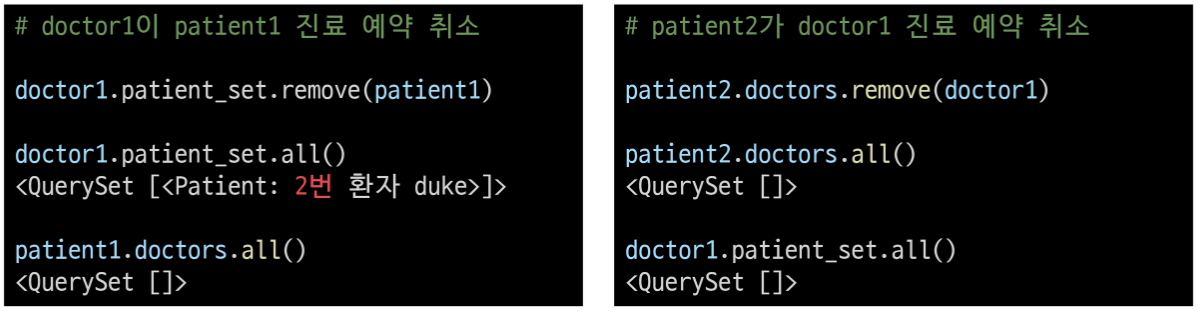 # doctor1이 patient1 진료 예약 취소
doctor1.patient_set.remove(patient1)
doctor1.patient_set.all()
<QuerySet [<Patient: 2번 환자 duke>]>
patient1.doctors.all()
<QuerySet []>
# patient2가 doctor1 진료 예약 취소
patient2.doctors.remove(doctor1)
patient2.doctors.all()
<QuerySet []>
doctor1.patient_set.all()
<QuerySet []>